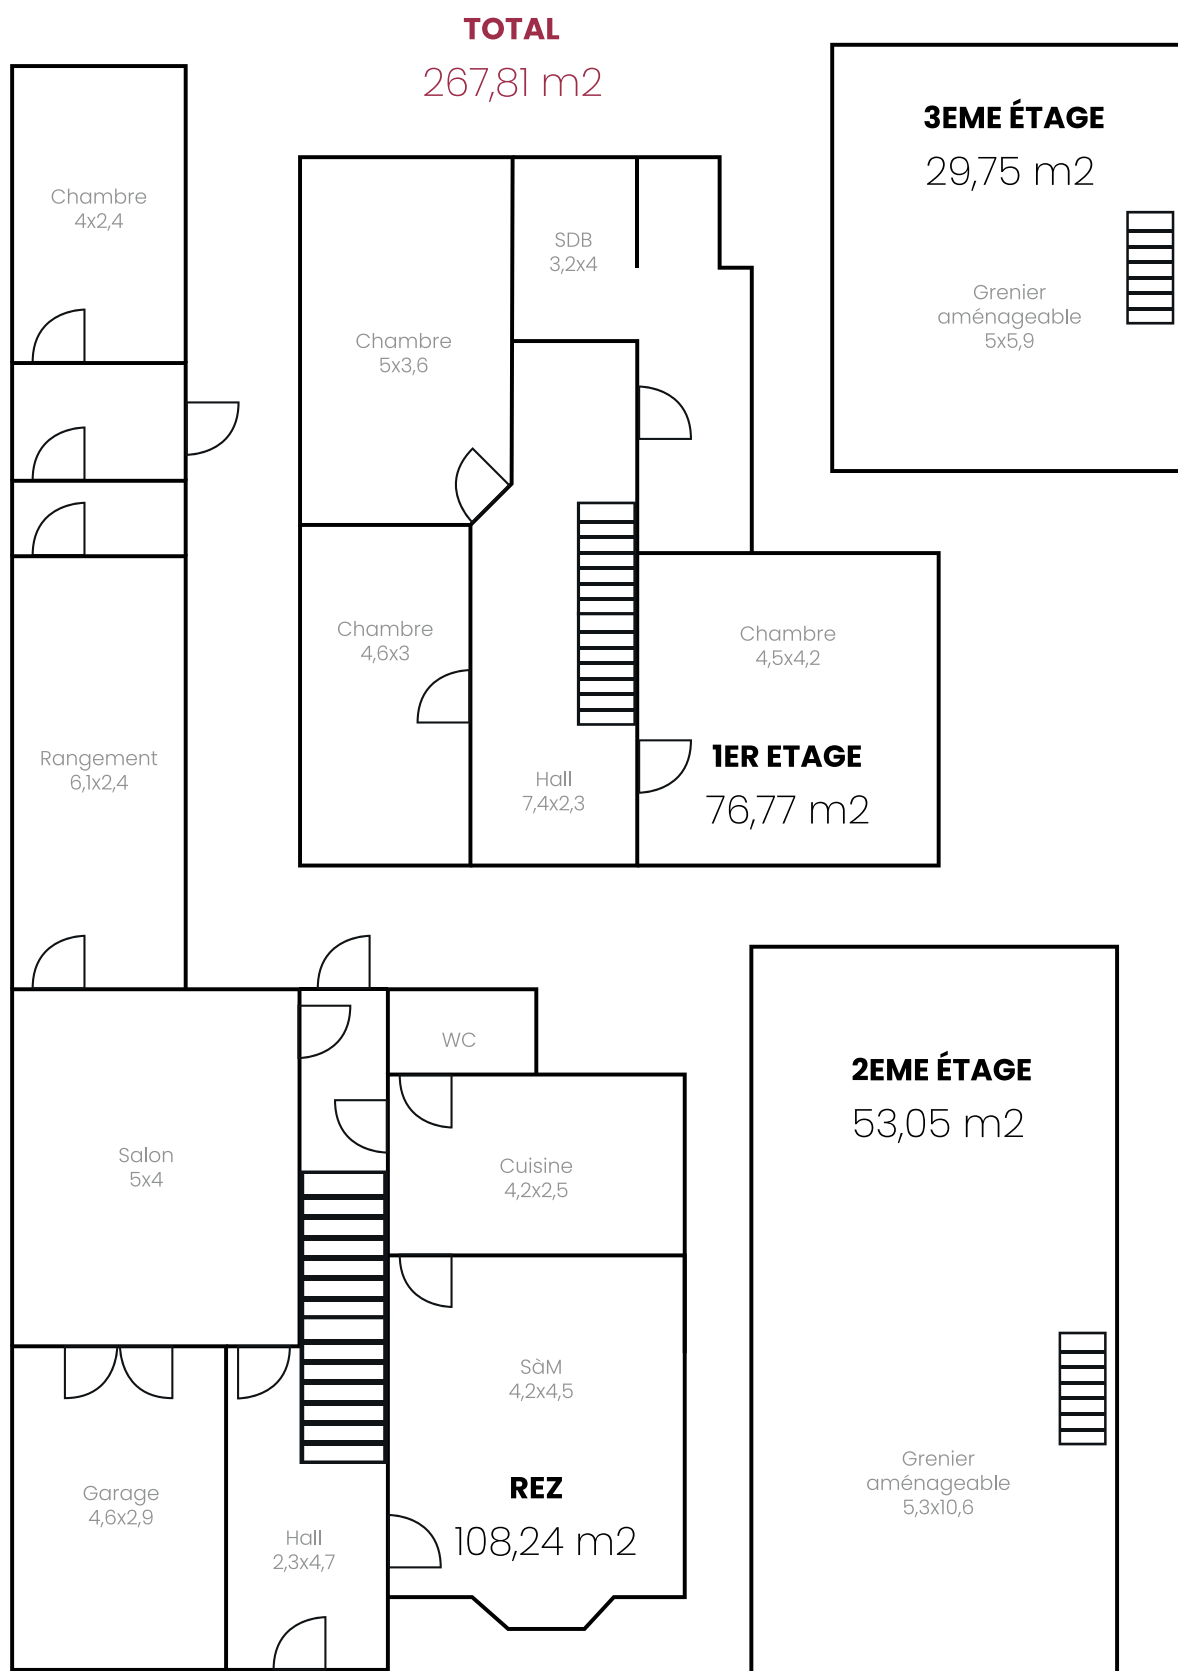 TOTAL
267,81 m2
3EME ÉTAGE
29,75 m2
Grenier
aménageable
5x5,9
Chambre
4x2,4
SDB
3,2x4
Chambre
5x3,6
Chambre
4,6x3
Chambre
4,5x4,2
1ER ETAGE
76,77 m2
Hall
7,4x2,3
Rangement
6,1x2,4
WC
Salon
5x4
Cuisine
4,2x2,5
SàM
4,2x4,5
REZ
108,24 m2
Garage
4,6x2,9
Hall
2,3x4,7
2EME ÉTAGE
53,05 m2
Grenier
aménageable
5,3x10,6